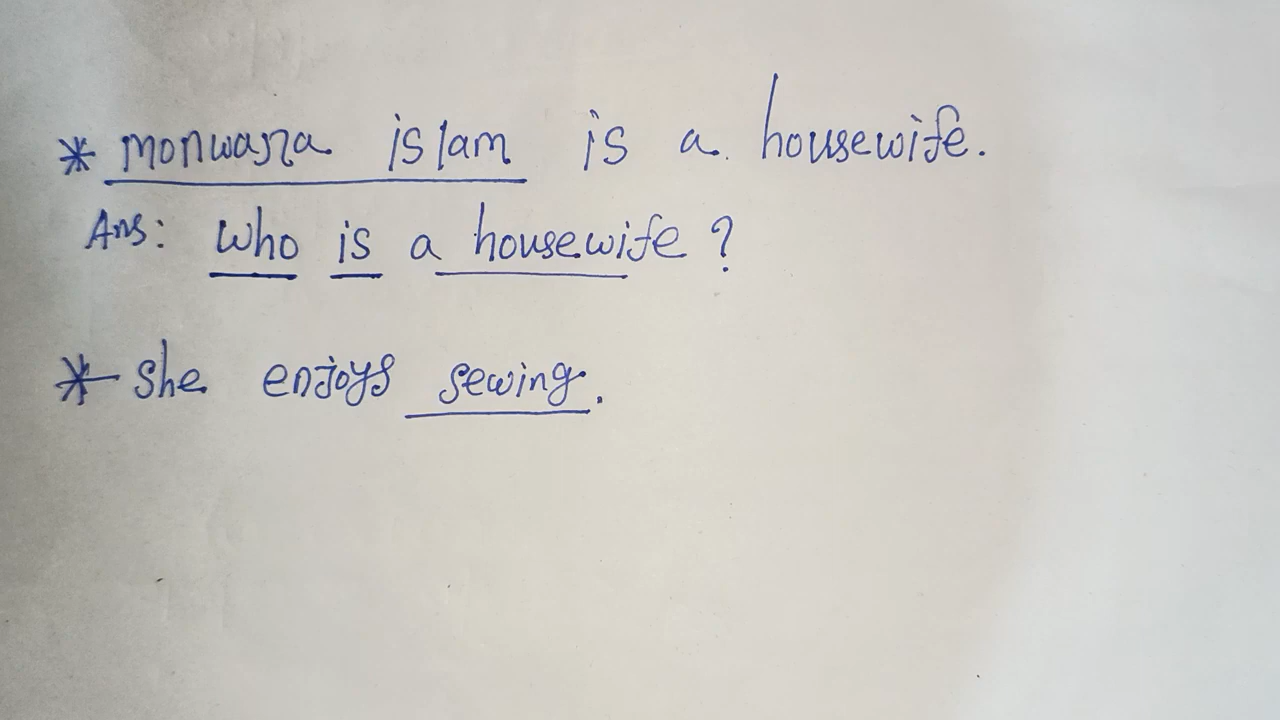 * monwara islam is a housewife.
Ans: who is a housewife?
* she enjoys sewing.